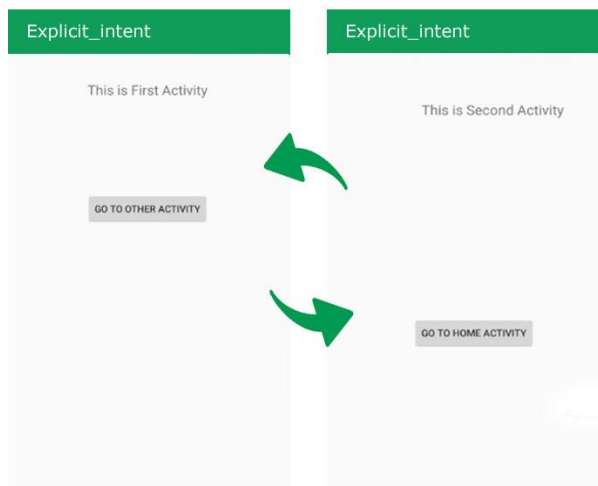 Explicit_intent
This is First Activity
GO TO OTHER ACTIVITY
Explicit_intent
This is Second Activity
GO TO HOME ACTIVITY